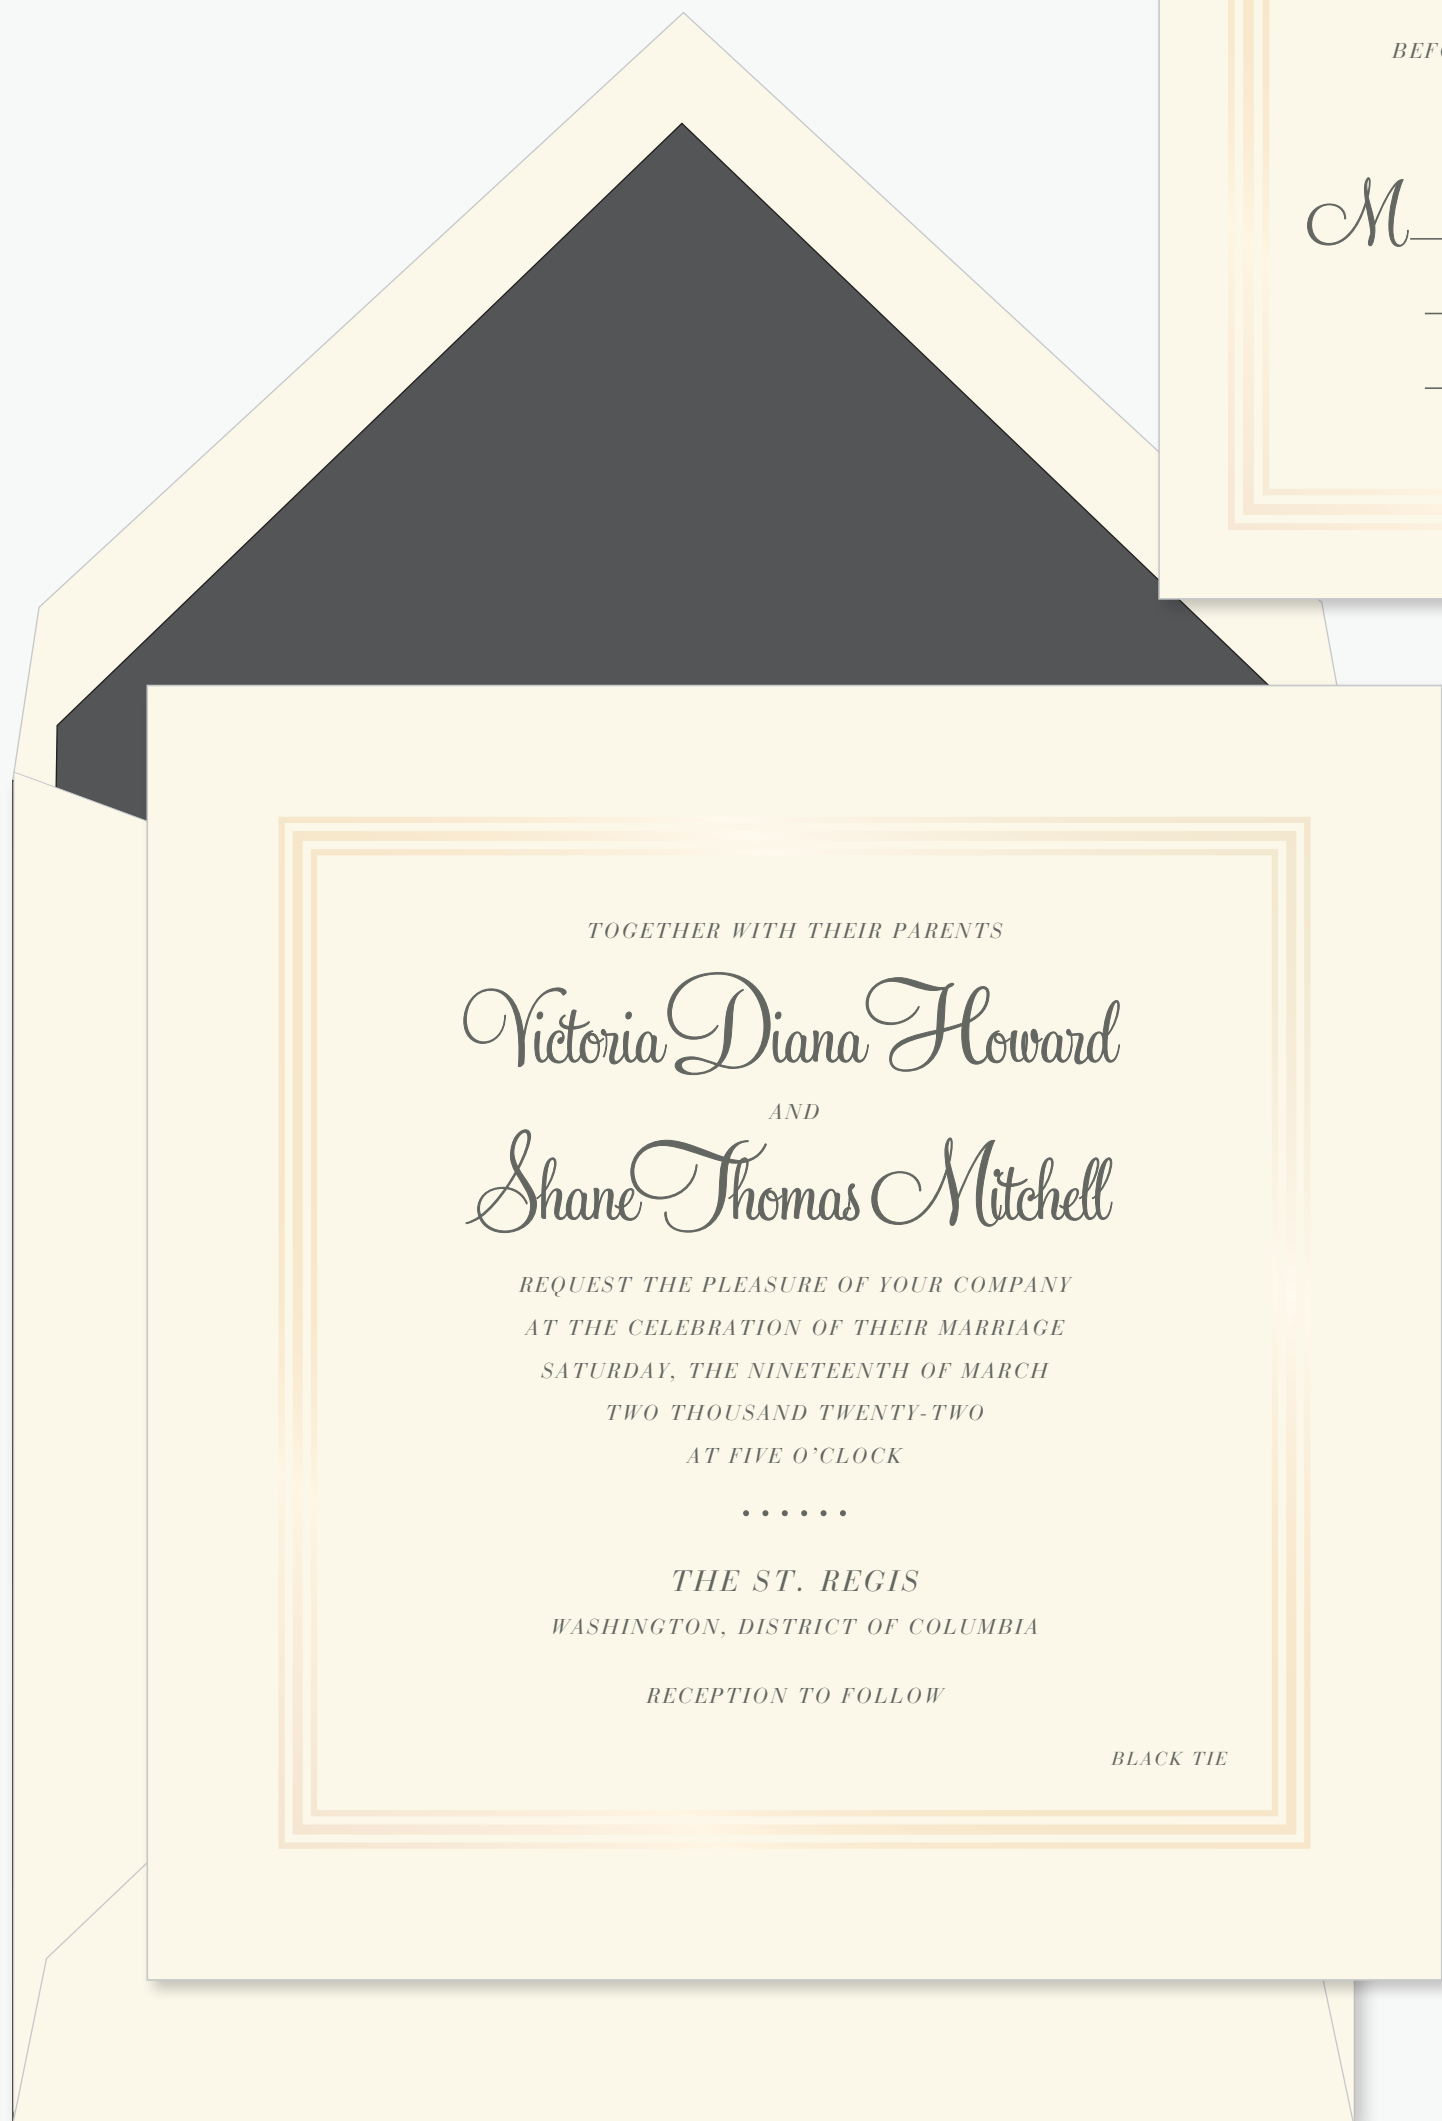 TOGETHER WITH THEIR PARENTS
Victoria Diana Howard
AND
Shane Thomas Mitchell
REQUEST THE PLEASURE OF YOUR COMPANY
AT THE CELEBRATION OF THEIR MARRIAGE
SATURDAY, THE NINETEENTH OF MARCH
TWO THOUSAND TWENTY-TWO
AT FIVE O’CLOCK
THE ST. REGIS
WASHINGTON, DISTRICT OF COLUMBIA
RECEPTION TO FOLLOW
BLACK TIE
M